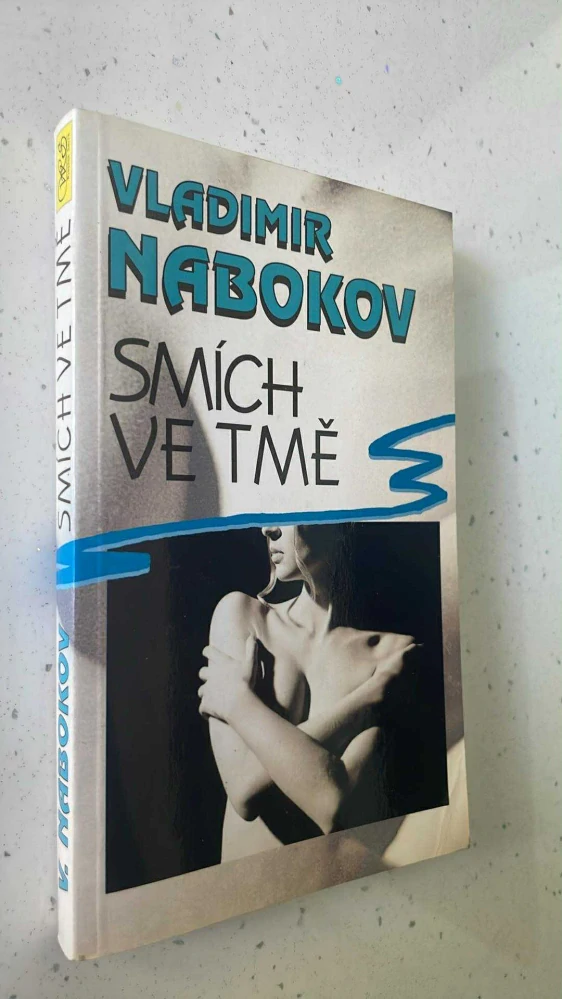 VLADIMIR
NABOKOV
SMÍCH
VE TMĚ
V. NABOKOV SMÍCH VE TMĚ